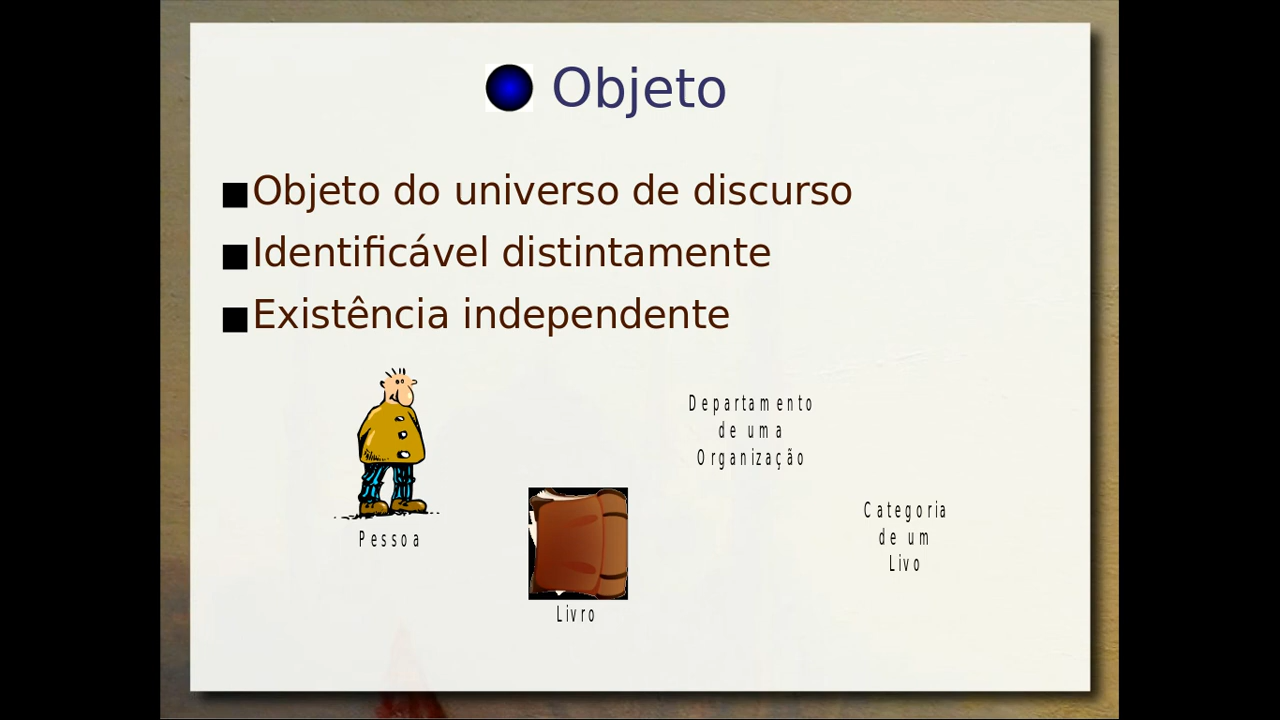 Objeto
Objeto do universo de discurso
Identificável distintamente
Existência independente
Departamento
de uma
Organização
Categoria
de um
Livo
Pessoa
Livro